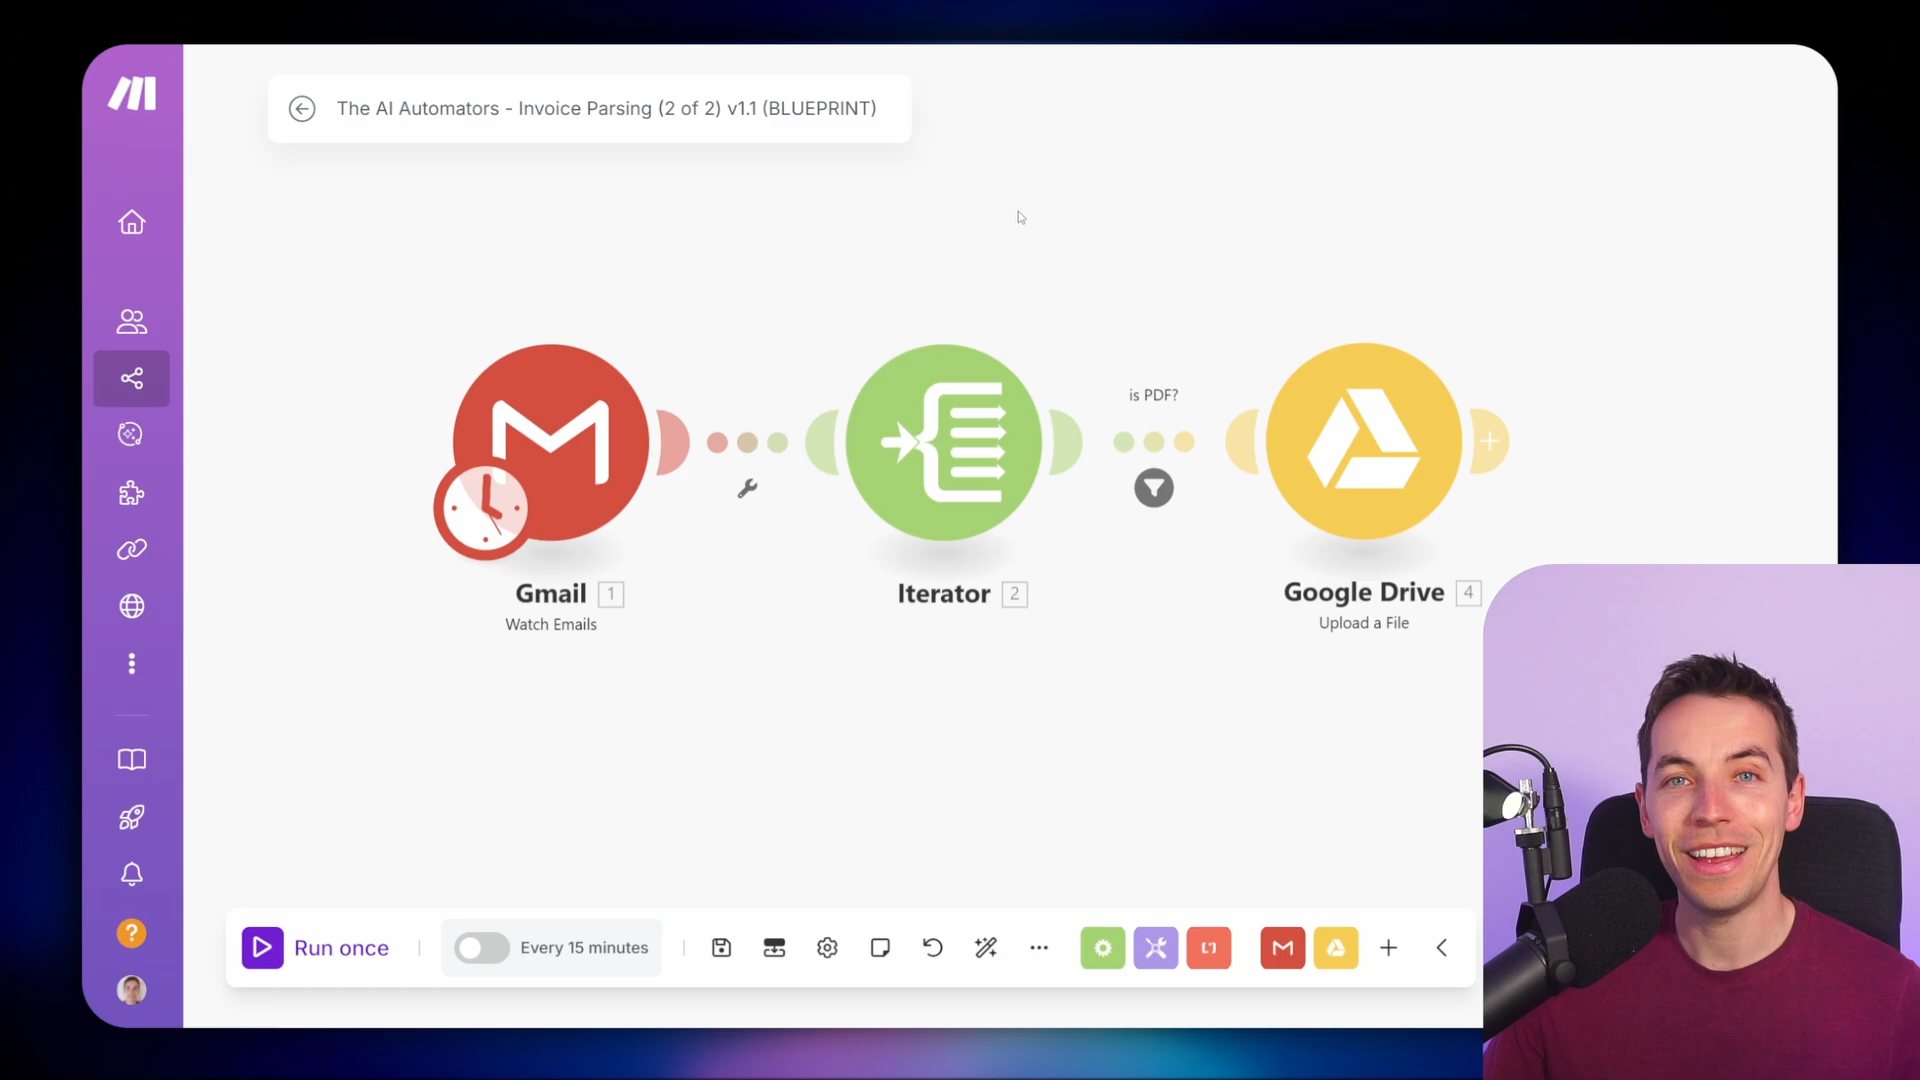 The AI Automators - Invoice Parsing (2 of 2) v1.1 (BLUEPRINT)
is PDF?
Gmail 1
Watch Emails
Iterator 2
Google Drive 4
Upload a File
Run once
Every 15 minutes